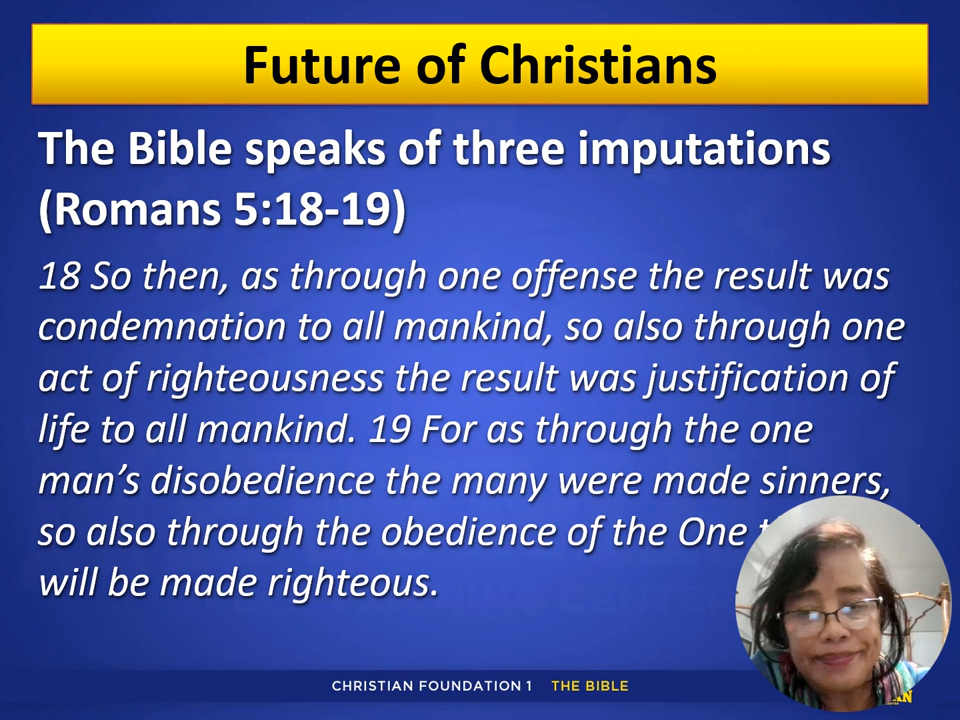 Future of Christians
The Bible speaks of three imputations
(Romans 5:18-19)
18 So then, as through one offense the result was
condemnation to all mankind, so also through one
act of righteousness the result was justification of
life to all mankind. 19 For as through the one
man’s disobedience the many were made sinners,
so also through the obedience of the One
will be made righteous.
CHRISTIAN FOUNDATION 1 THE BIBLE